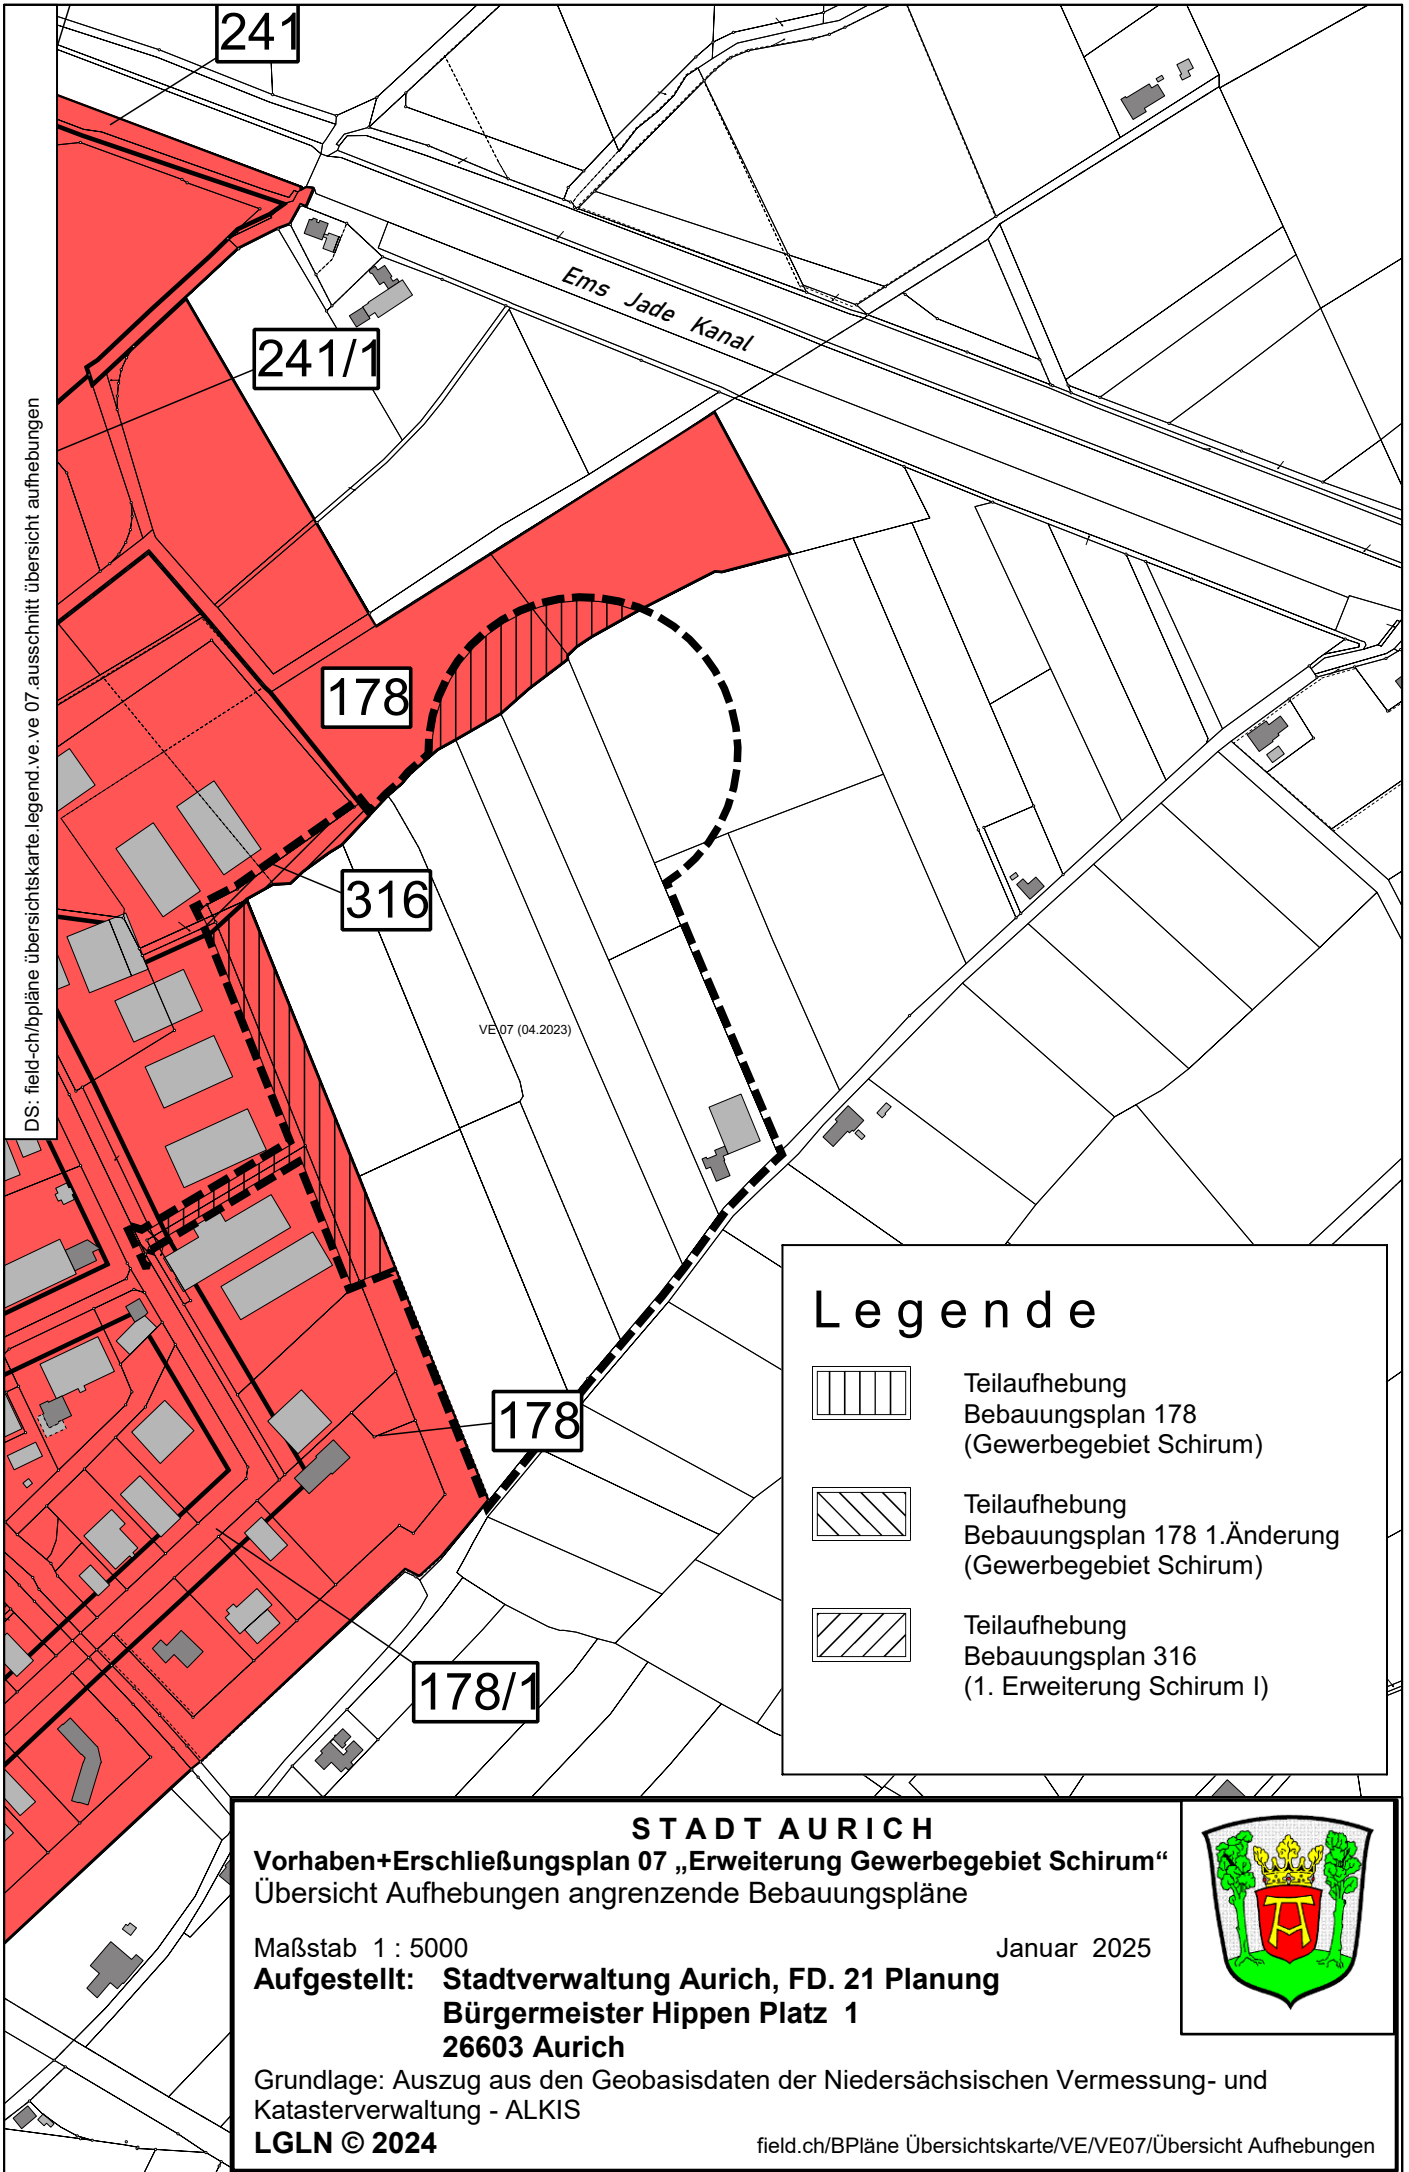 241
Ems Jade Kanal
241/1
DS: field-ch/bpläne übersichtskarte.legend.ve.ve 07.ausschnitt übersicht aufhebungen
178
316
VE 07 (04.2023)
178
178/1
Legende
Teilaufhebung
Bebauungsplan 178
(Gewerbegebiet Schirum)
Teilaufhebung
Bebauungsplan 178 1.Änderung
(Gewerbegebiet Schirum)
Teilaufhebung
Bebauungsplan 316
(1. Erweiterung Schirum I)
STADT AURICH
Vorhaben+Erschließungsplan 07 „Erweiterung Gewerbegebiet Schirum“
Übersicht Aufhebungen angrenzende Bebauungspläne
Maßstab 1 : 5000 Januar 2025
Aufgestellt: Stadtverwaltung Aurich, FD. 21 Planung
Bürgermeister Hippen Platz 1
26603 Aurich
Grundlage: Auszug aus den Geobasisdaten der Niedersächsischen Vermessung- und
Katasterverwaltung - ALKIS
LGLN © 2024 field.ch/BPläne Übersichtskarte/VE/VE07/Übersicht Aufhebungen
A